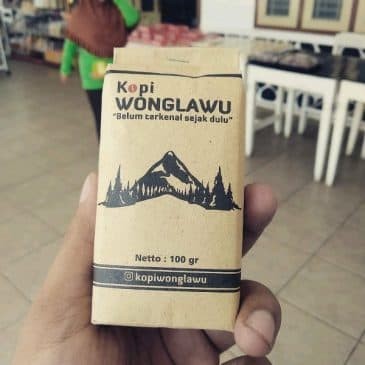 Kopi
WONGLAWU
"Belum terkenal sejak dulu"
Netto : 100 gr
kopiwonglawu